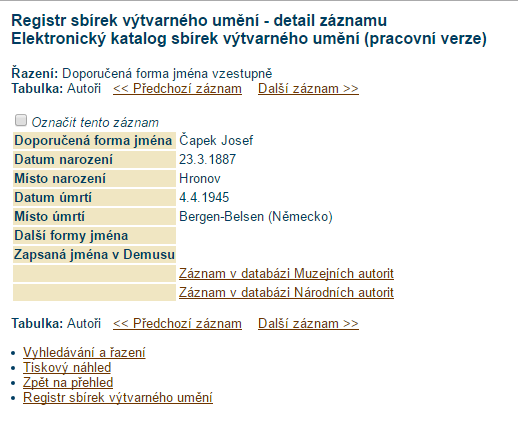 Registr sbírek výtvarného umění - detail záznamu
Elektronický katalog sbírek výtvarného umění (pracovní verze)
Řazení: Doporučená forma jména vzestupně
Tabulka: Autoři << Předchozí záznam Další záznam >>
Označit tento záznam
Doporučená forma jména Čapek Josef
Datum narození 23.3.1887
Místo narození Hronov
Datum úmrtí 4.4.1945
Místo úmrtí Bergen-Belsen (Německo)
Další formy jména
Zapsaná jména v Demusu
Záznam v databázi Muzejních autorit
Záznam v databázi Národních autorit
Tabulka: Autoři << Předchozí záznam Další záznam >>
• Vyhledávání a řazení
• Tiskový náhled
• Zpět na přehled
• Registr sbírek výtvarného umění